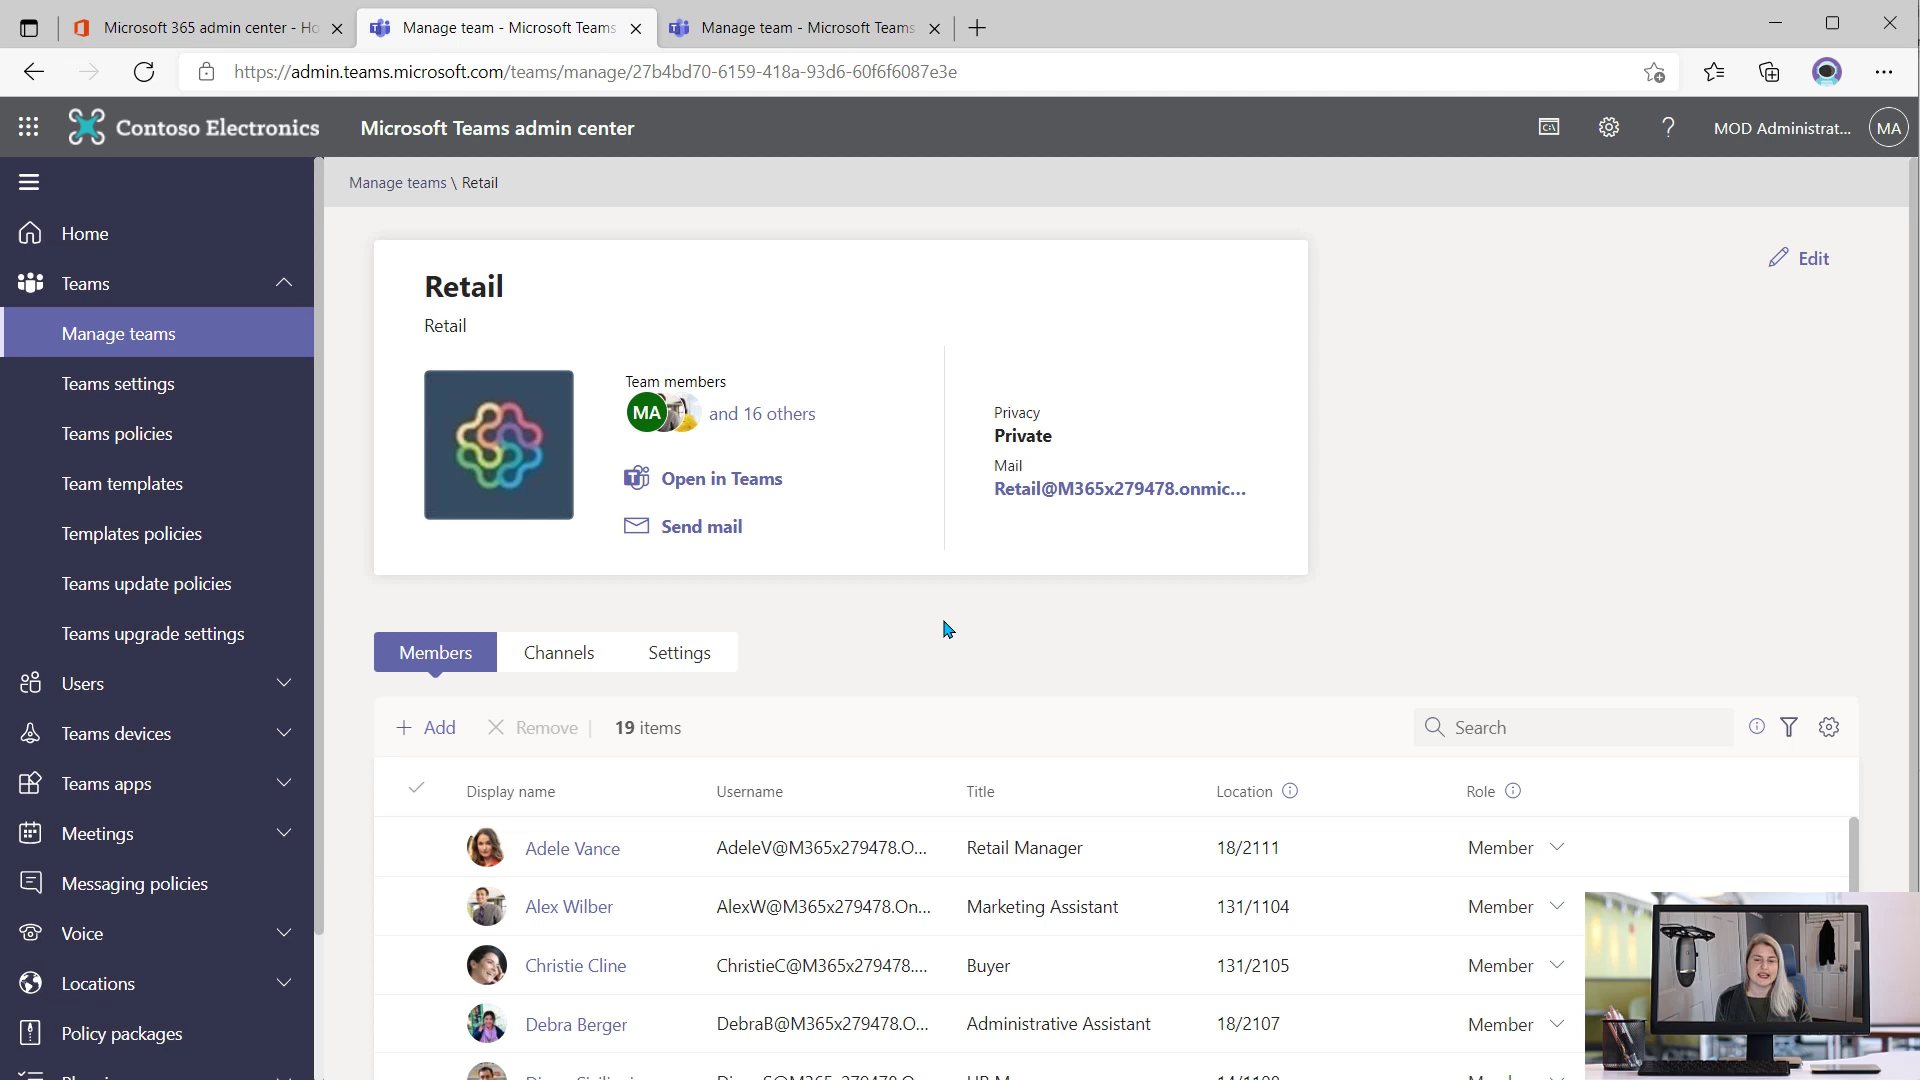 Microsoft 365 admin center - Ho
Manage team - Microsoft Teams
Manage team - Microsoft Teams
https://admin.teams.microsoft.com/teams/manage/27b4bd70-6159-418a-93d6-60f6f6087e3e
Contoso Electronics
Microsoft Teams admin center
MOD Administrat...
MA
Manage teams \ Retail
Home
Teams
Manage teams
Teams settings
Teams policies
Team templates
Templates policies
Teams update policies
Teams upgrade settings
Users
Teams devices
Teams apps
Meetings
Messaging policies
Voice
Locations
Policy packages
Edit
Retail
Retail
Team members
MA
and 16 others
Open in Teams
Send mail
Privacy
Private
Mail
Retail@M365x279478.onmic...
Members Channels Settings
Add Remove 19 items
Search
Display name Username Title Location Role
Adele Vance AdeleV@M365x279478.O... Retail Manager 18/2111 Member
Alex Wilber AlexW@M365x279478.On... Marketing Assistant 131/1104 Member
Christie Cline ChristieC@M365x279478.... Buyer 131/2105 Member
Debra Berger DebraB@M365x279478.O... Administrative Assistant 18/2107 Member